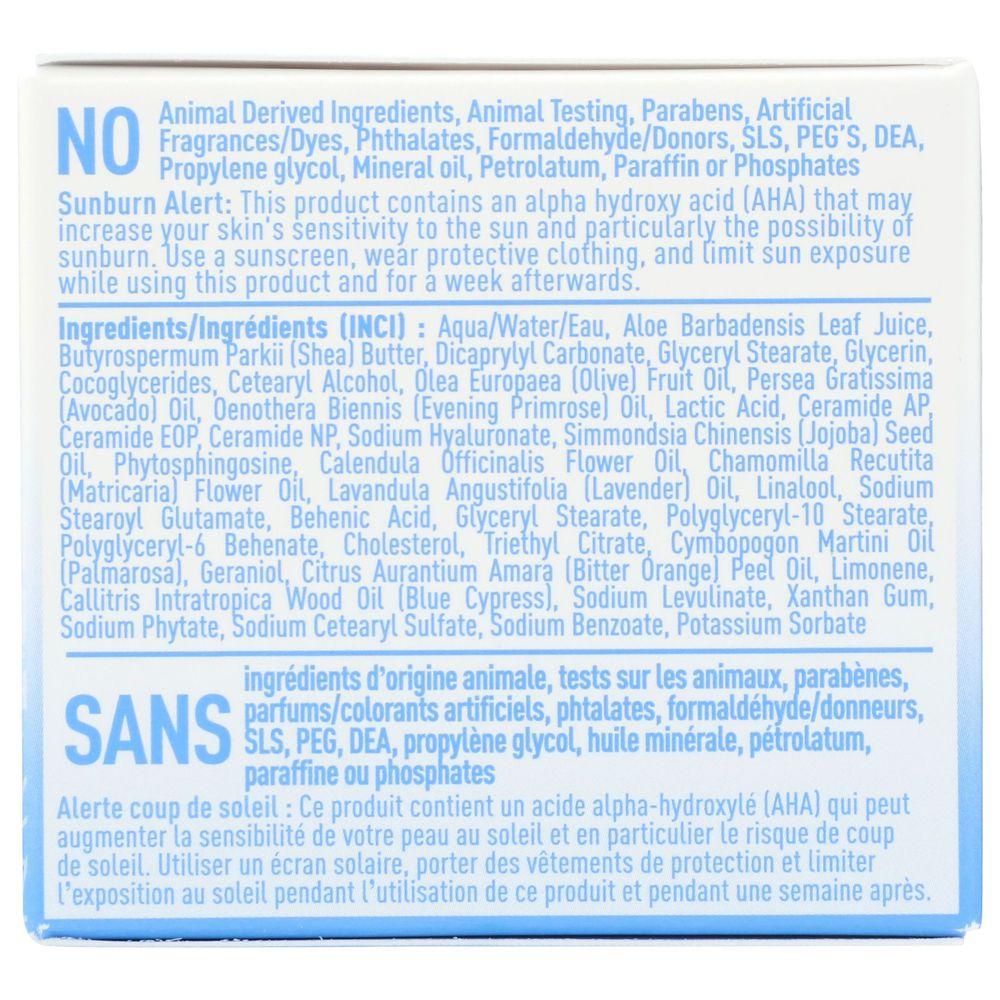 NO
Animal Derived Ingredients, Animal Testing, Parabens, Artificial
Fragrances/Dyes, Phthalates, Formaldehyde/Donors, SLS, PEG'S, DEA,
Propylene glycol, Mineral oil, Petrolatum, Paraffin or Phosphates
Sunburn Alert: This product contains an alpha hydroxy acid (AHA) that may
increase your skin's sensitivity to the sun and particularly the possibility of
sunburn. Use a sunscreen, wear protective clothing, and limit sun exposure
while using this product and for a week afterwards.
Ingredients/Ingrédients (INCI) : Aqua/Water/Eau, Aloe Barbadensis Leaf Juice,
Butyrospermum Parkii (Shea) Butter, Dicaprylyl Carbonate, Glyceryl Stearate, Glycerin,
Cocoglycerides, Cetearyl Alcohol, Olea Europaea (Olive) Fruit Oil, Persea Gratissima
(Avocado) Oil, Oenothera Biennis (Evening Primrose) Oil, Lactic Acid, Ceramide AP,
Ceramide EOP, Ceramide NP, Sodium Hyaluronate, Simmondsia Chinensis (Jojoba) Seed
Oil, Phytosphingosine, Calendula Officinalis Flower Oil, Chamomilla Recutita
(Matricaria) Flower Oil, Lavandula Angustifolia (Lavender) Oil, Linalool, Sodium
Stearoyl Glutamate, Behenic Acid, Glyceryl Stearate, Polyglyceryl-10 Stearate,
Polyglyceryl-6 Behenate, Cholesterol, Triethyl Citrate, Cymbopogon Martini Oil
(Palmarosa), Geraniol, Citrus Aurantium Amara (Bitter Orange) Peel Oil, Limonene,
Callitris Intratropica Wood Oil (Blue Cypress), Sodium Levulinate, Xanthan Gum,
Sodium Phytate, Sodium Cetearyl Sulfate, Sodium Benzoate, Potassium Sorbate
SANS
ingrédients d'origine animale, tests sur les animaux, parabènes,
parfums/colorants artificiels, phtalates, formaldéhyde/donneurs,
SLS, PEG, DEA, propylène glycol, huile minérale, pétrolatum,
paraffine ou phosphates
Alerte coup de soleil : Ce produit contient un acide alpha-hydroxylé (AHA) qui peut
augmenter la sensibilité de votre peau au soleil et en particulier le risque de coup
de soleil. Utiliser un écran solaire, porter des vêtements de protection et limiter
l'exposition au soleil pendant l'utilisation de ce produit et pendant une semaine après.